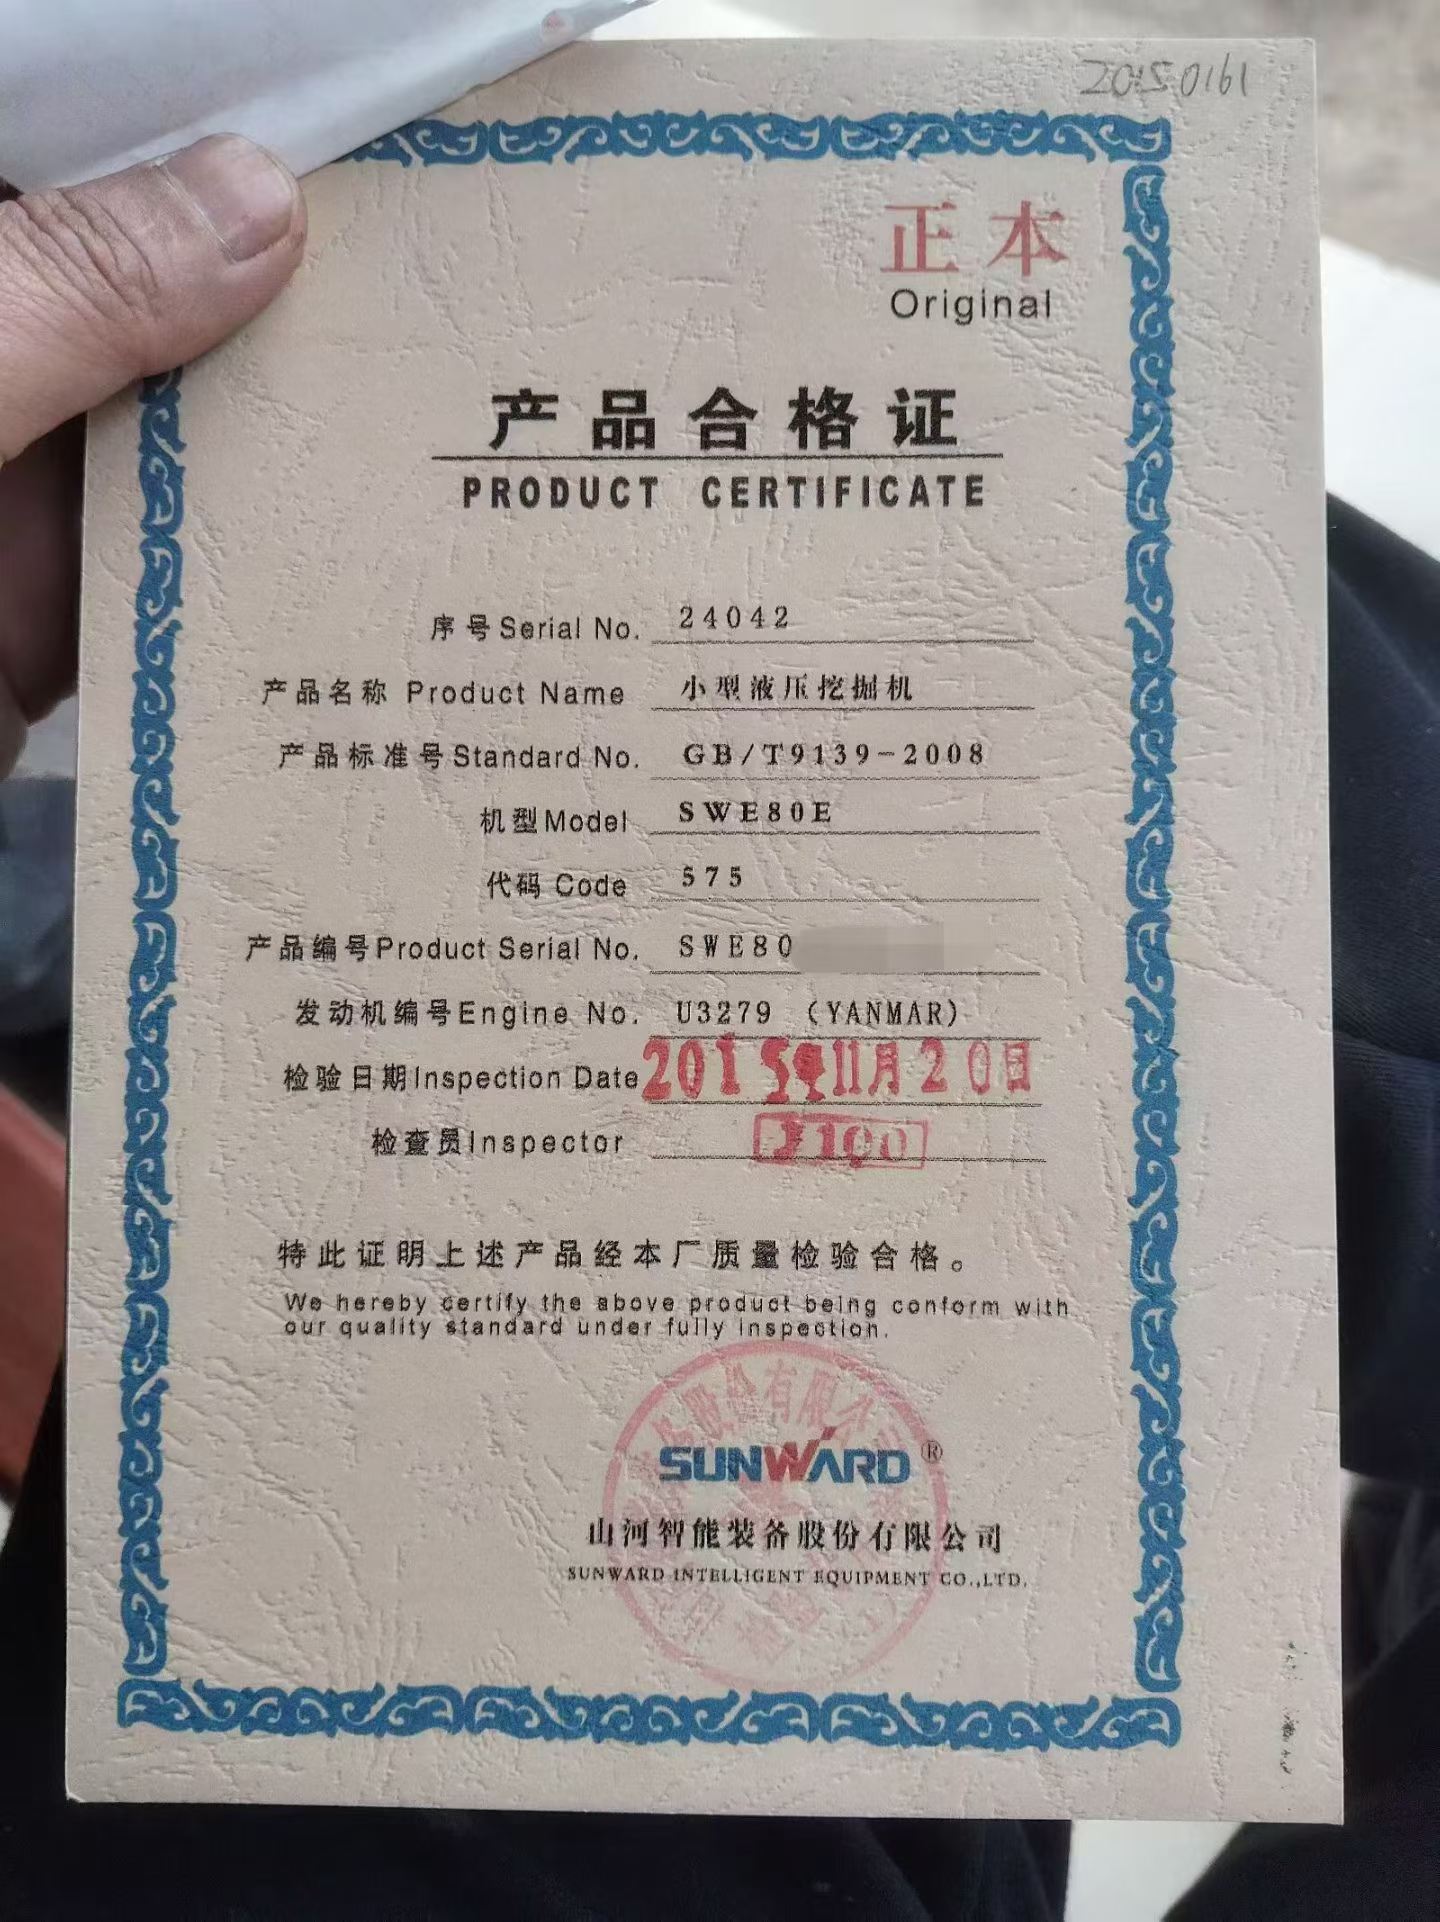 20150161
正本
Original
产品合格证
PRODUCT CERTIFICATE
序号Serial No. 24042
产品名称 Product Name 小型液压挖掘机
产品标准号Standard No. GB/T9139-2008
机型Model SWE80E
代码 Code 575
产品编号Product Serial No. SWE80
发动机编号Engine No. U3279 (YANMAR)
检验日期Inspection Date 2015年11月20日
检查员Inspector J100
特此证明上述产品经本厂质量检验合格。
We hereby certify the above product being conform with
our quality standard under fully inspection.
股份有限公
SUNWARD®
山河智能装备股份有限公司
SUNWARD INTELLIGENT EQUIPMENT CO.,LTD.